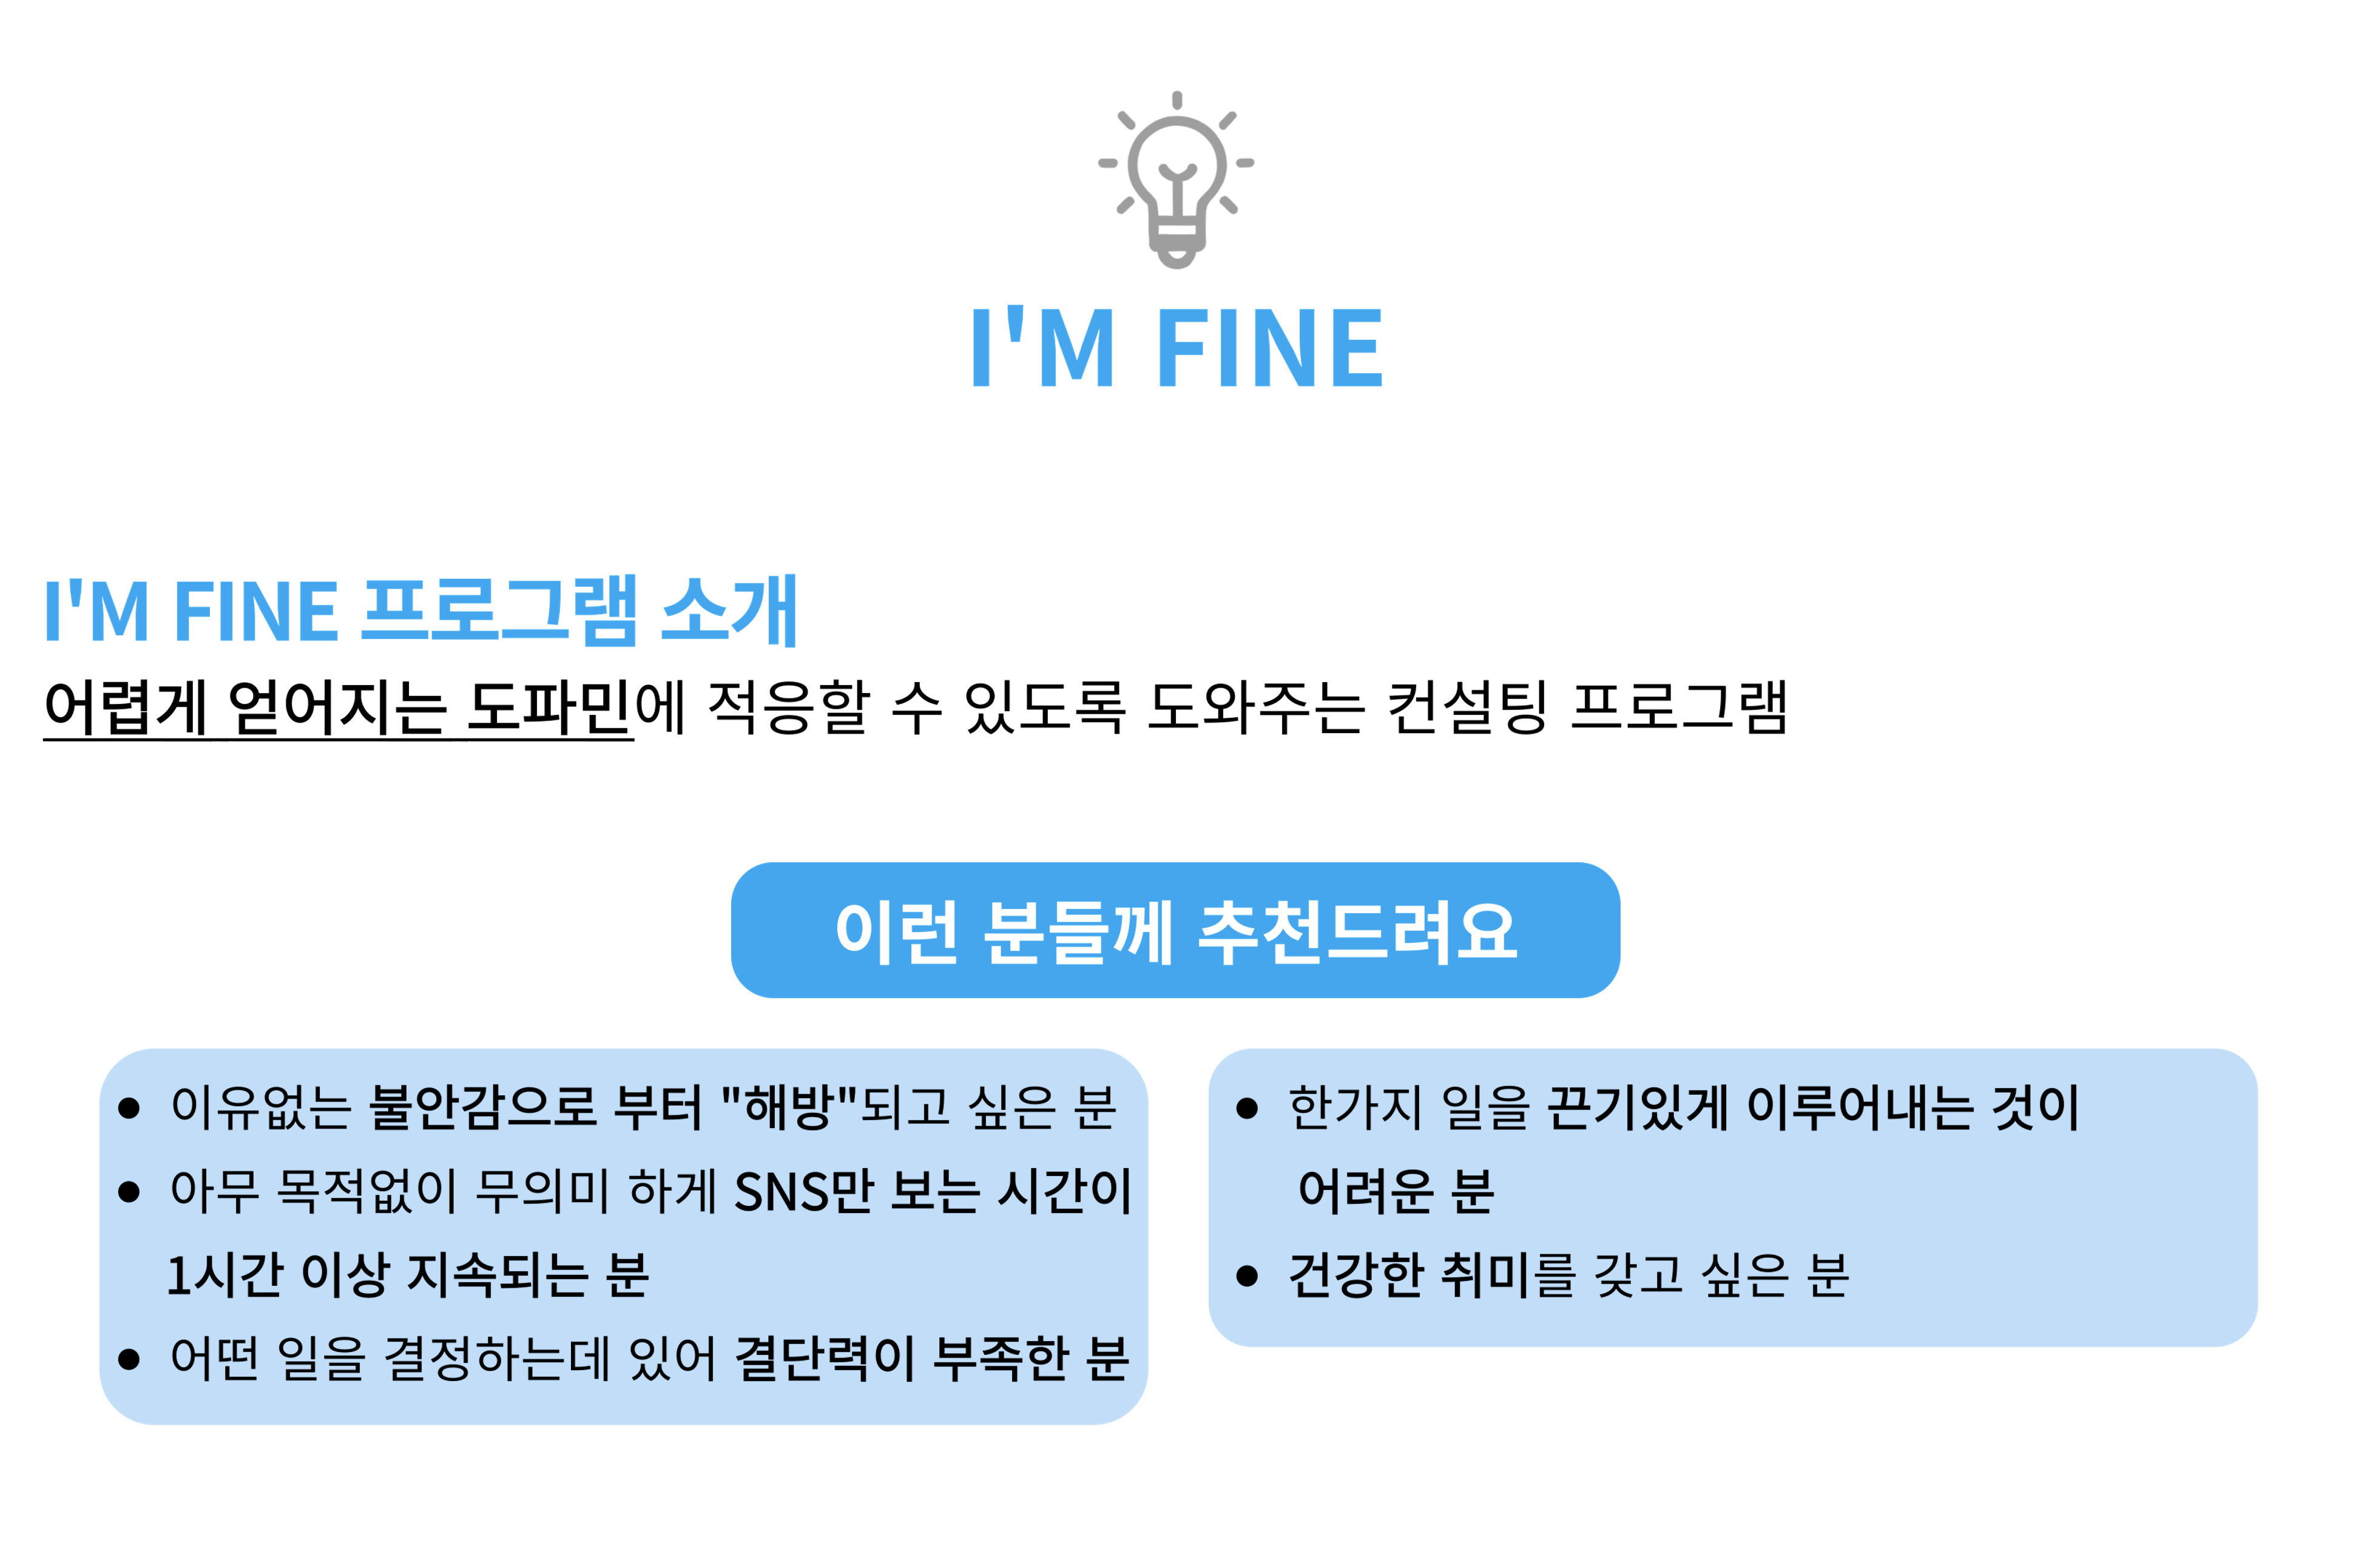 I'M FINE
I'M FINE 프로그램 소개
어렵게 얻어지는 도파민에 적응할 수 있도록 도와주는 컨설팅 프로그램
이런 분들께 추천드려요
• 이유없는 불안감으로 부터 "해방"되고 싶은 분
• 아무 목적없이 무의미 하게 SNS만 보는 시간이
1시간 이상 지속되는 분
• 어떤 일을 결정하는데 있어 결단력이 부족한 분
• 한가지 일을 끈기있게 이루어내는 것이
어려운 분
• 건강한 취미를 갖고 싶은 분